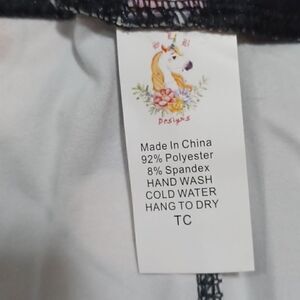 Designs
Made In China
92% Polyester
8% Spandex
HAND WASH
COLD WATER
HANG TO DRY
TC